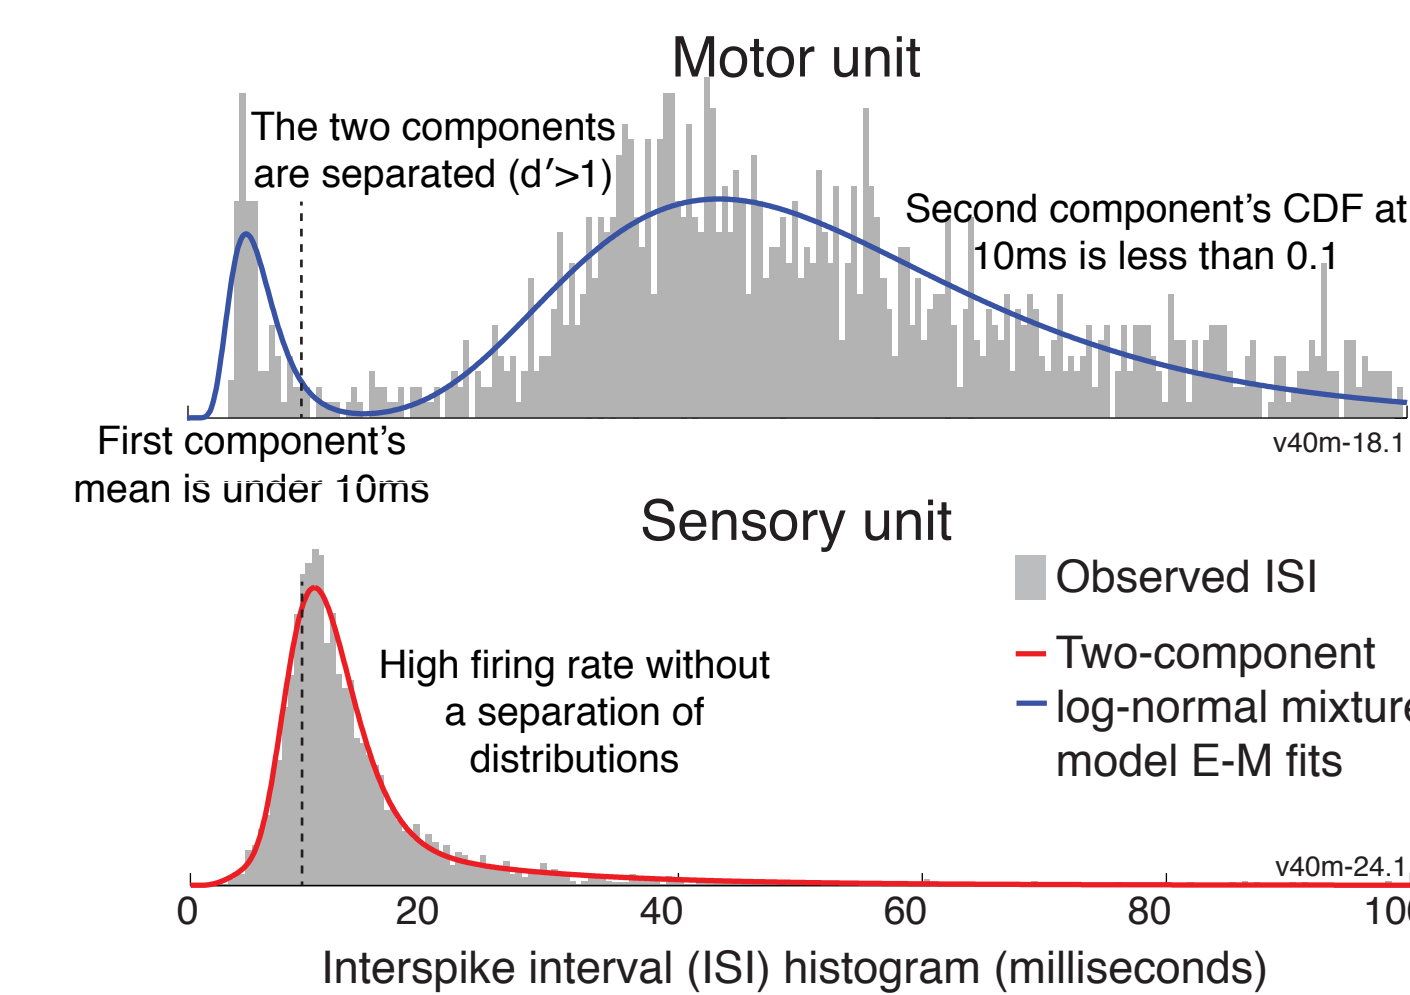 Motor unit
The two components
are separated (d′>1)
Second component’s CDF at
10ms is less than 0.1
v40m-18.1
First component’s
mean is under 10ms
Sensory unit
Observed ISI
Two-component
log-normal mixture
model E-M fits
High firing rate without
a separation of
distributions
v40m-24.1
0 20 40 60 80 100
Interspike interval (ISI) histogram (milliseconds)